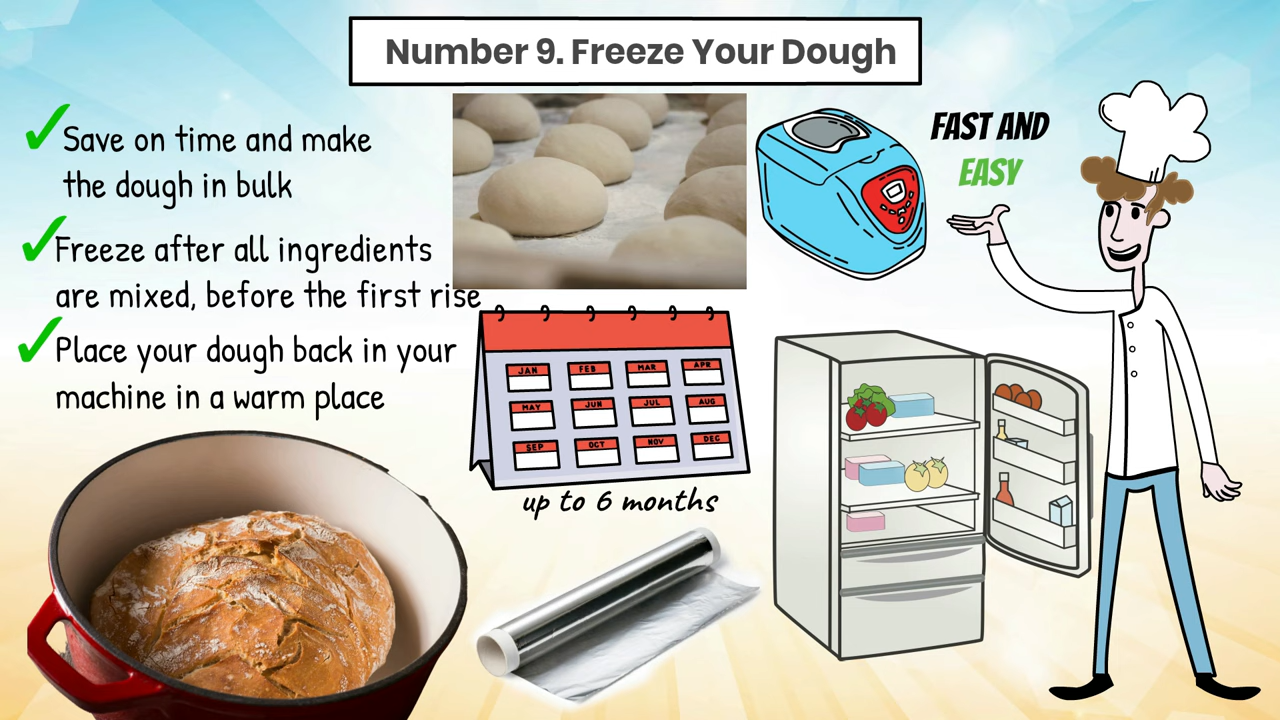 Number 9. Freeze Your Dough
✓ Save on time and make
the dough in bulk
✓ Freeze after all ingredients
are mixed, before the first rise
✓ Place your dough back in your
machine in a warm place
FAST AND
EASY
JAN FEB MAR APR
MAY JUN JUL AUG
SEP OCT NOV DEC
up to 6 months